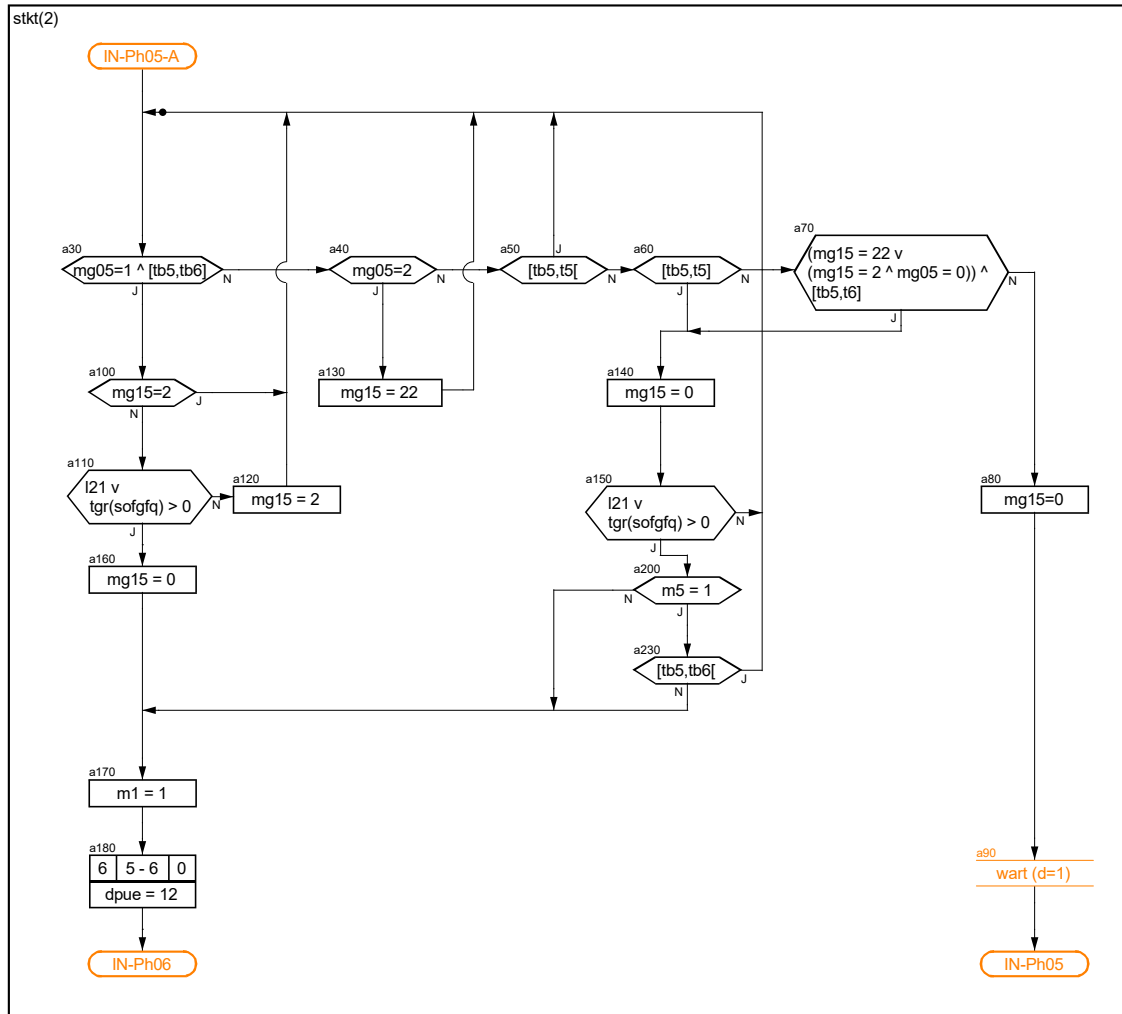 stkt(2)
IN-Ph05-A
a30
mg05=1 ^ [tb5,tb6]
N
J
a40
mg05=2
N
J
a50
[tb5,t5[
J
N
a60
[tb5,t5]
N
J
a70
(mg15 = 22 v
(mg15 = 2 ^ mg05 = 0)) ^
[tb5,t6]
N
J
a100
mg15=2
J
N
a130
mg15 = 22
a140
mg15 = 0
a110
l21 v
tgr(sofgfq) > 0
N
J
a120
mg15 = 2
a150
l21 v
tgr(sofgfq) > 0
N
J
a80
mg15=0
a160
mg15 = 0
a200
m5 = 1
N
J
a230
[tb5,tb6[
J
N
a170
m1 = 1
a180
6 5 - 6 0
dpue = 12
a90
wart (d=1)
IN-Ph06
IN-Ph05